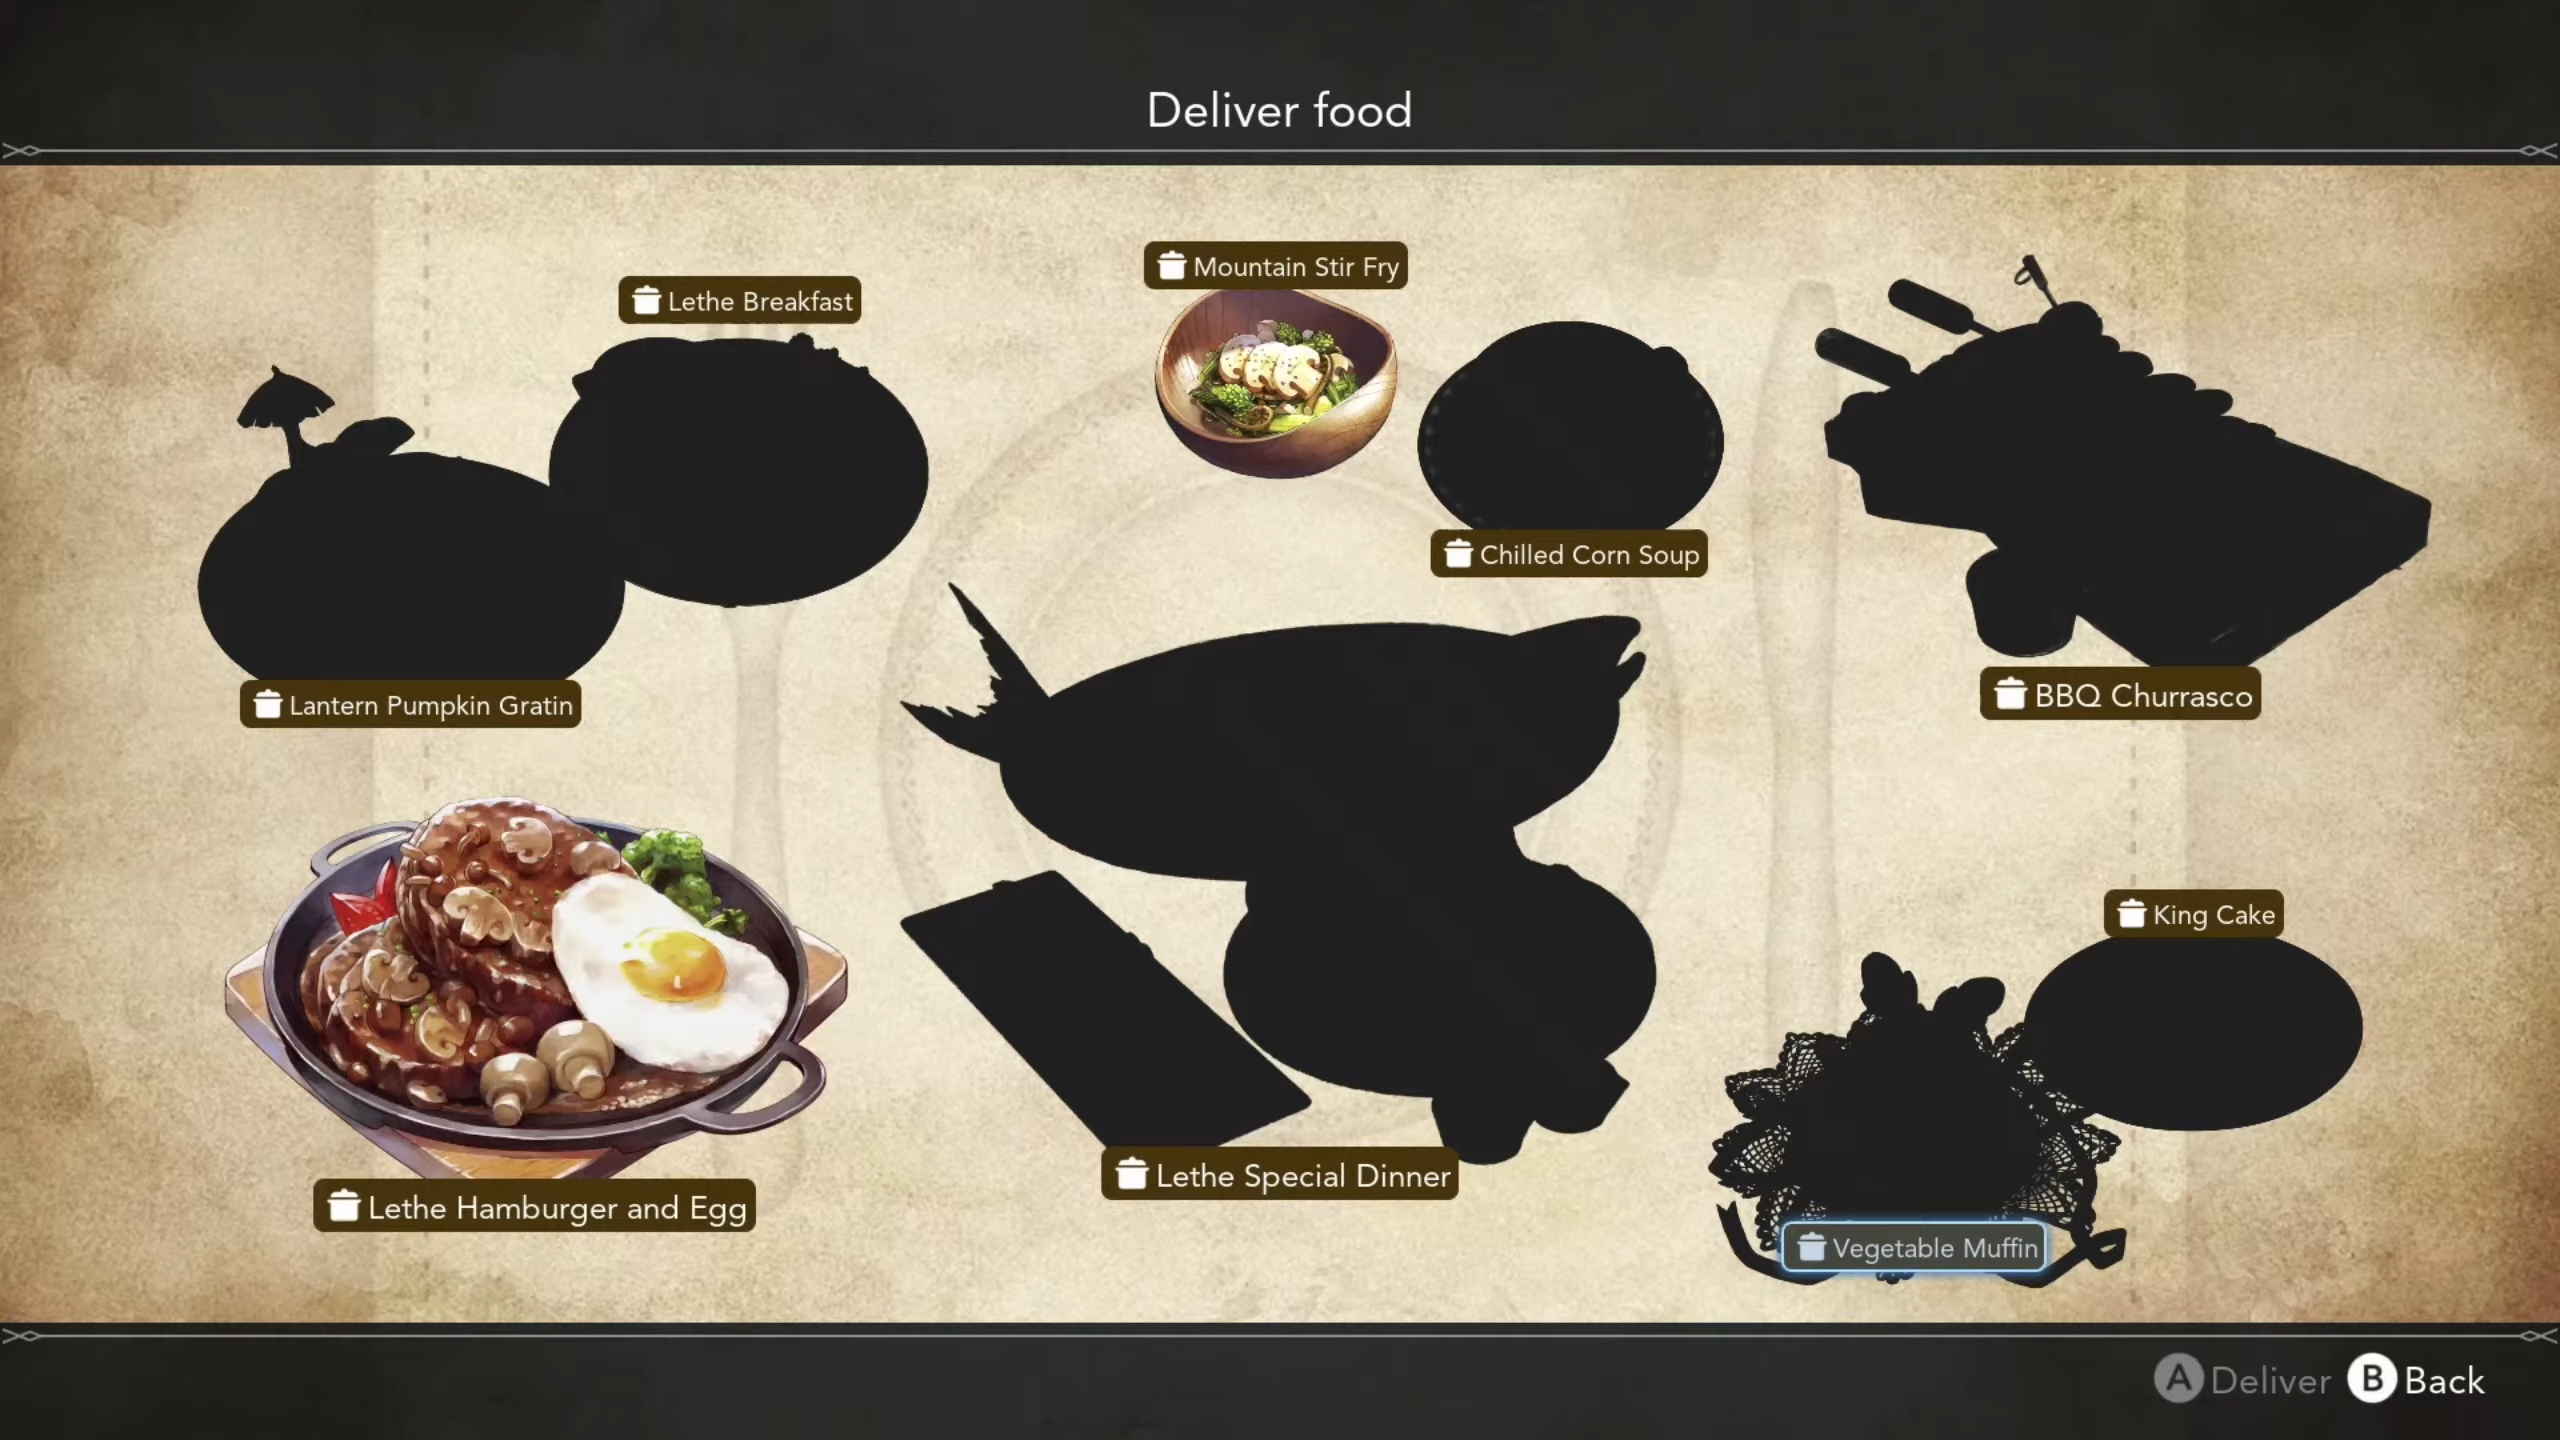 Deliver food
Lethe Breakfast
Mountain Stir Fry
Chilled Corn Soup
Lantern Pumpkin Gratin
BBQ Churrasco
King Cake
Lethe Hamburger and Egg
Lethe Special Dinner
Vegetable Muffin
A Deliver B Back